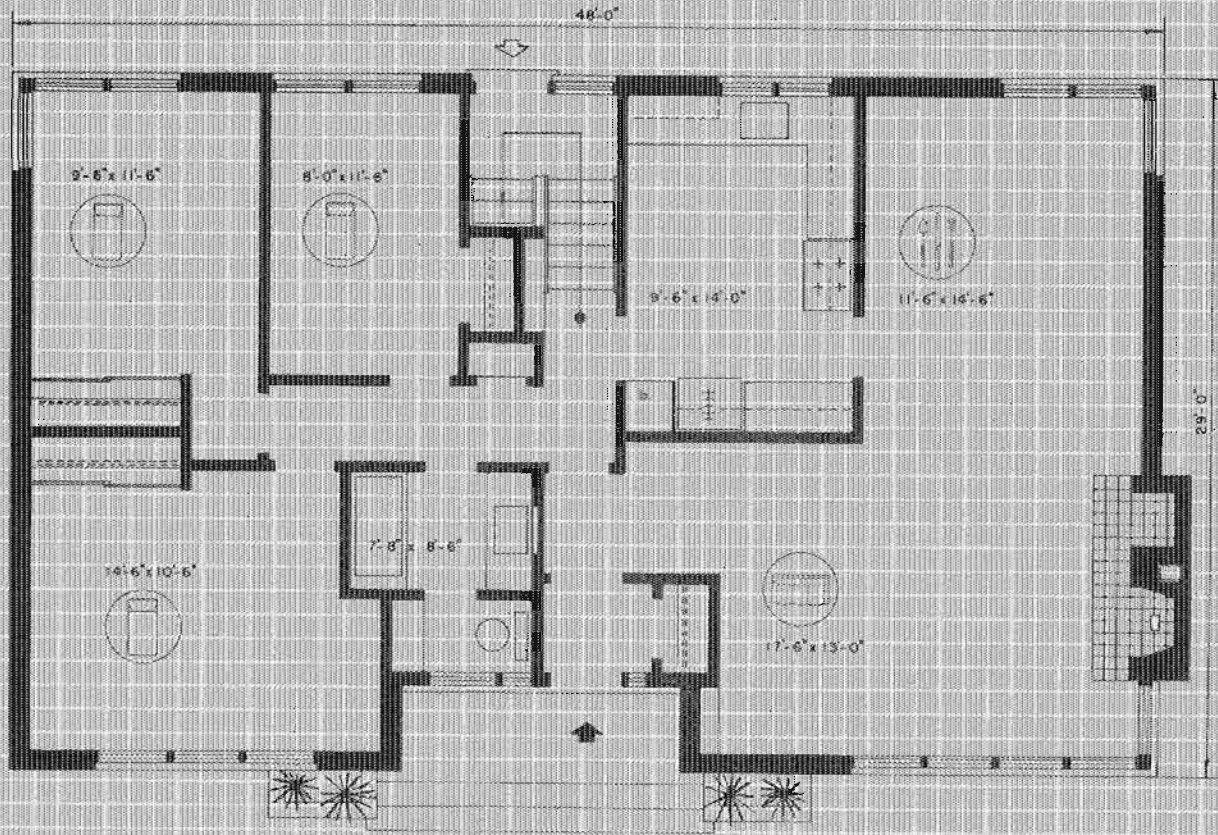 48'-0"
9'-6" x 11'-6"
8'-0" x 11'-6"
9'-6" x 14'-0"
11'-6" x 14'-6"
29'-0"
7'-8" x 8'-6"
14'-6" x 10'-6"
17'-6" x 13'-0"